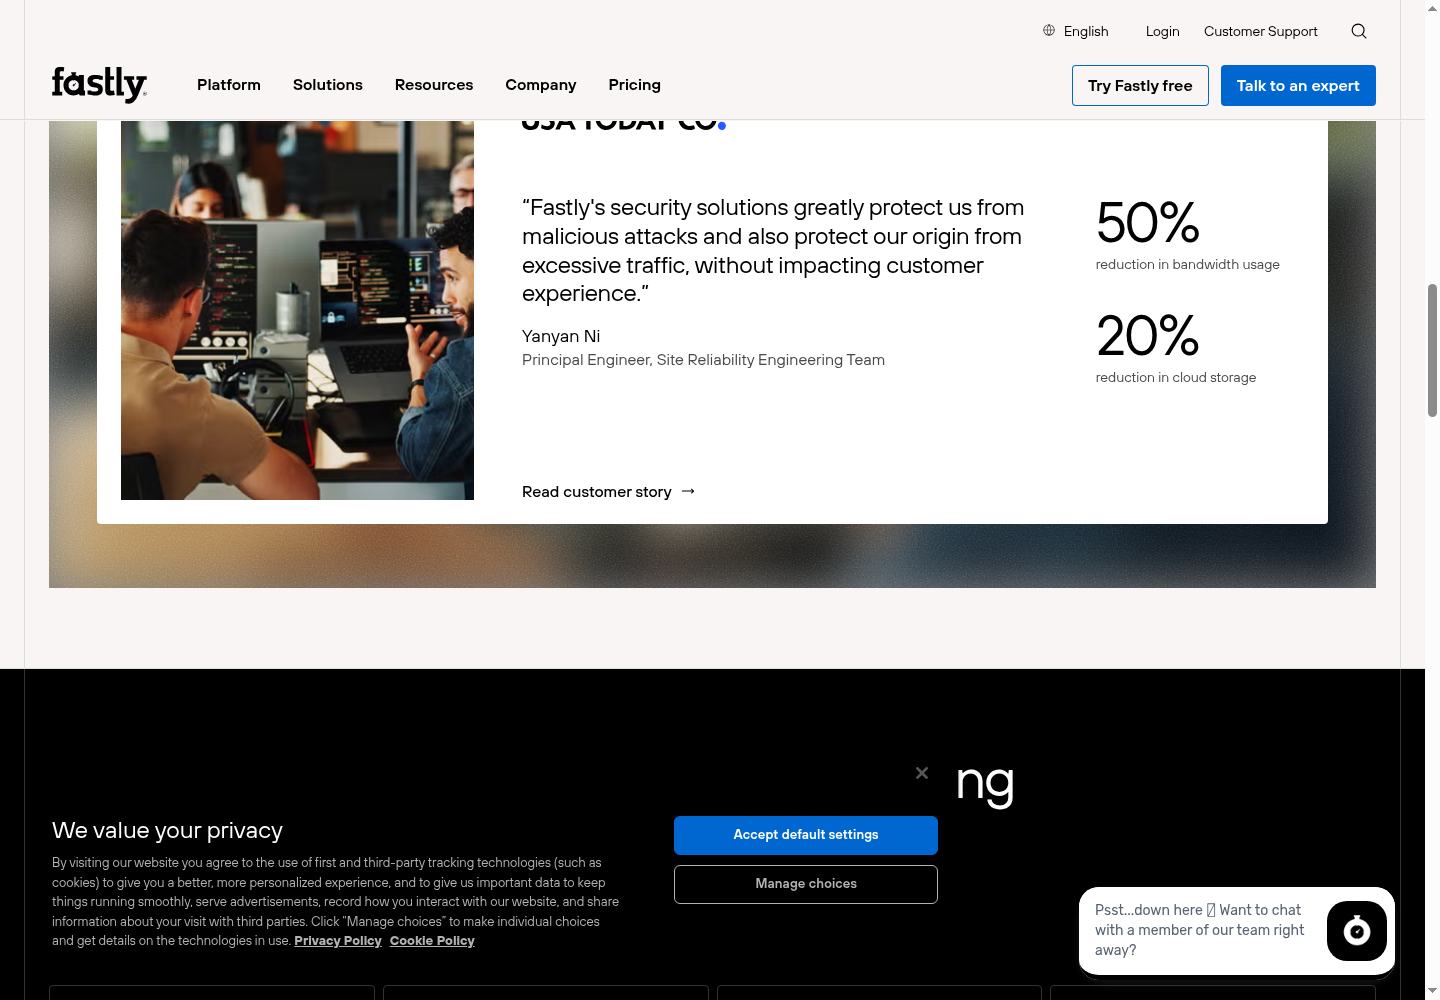 English
Login
Customer Support
fastly
Platform
Solutions
Resources
Company
Pricing
Try Fastly free
Talk to an expert
USA TODAY CO.
“Fastly's security solutions greatly protect us from
malicious attacks and also protect our origin from
excessive traffic, without impacting customer
experience.”
Yanyan Ni
Principal Engineer, Site Reliability Engineering Team
Read customer story →
50%
reduction in bandwidth usage
20%
reduction in cloud storage
ng
We value your privacy
By visiting our website you agree to the use of first and third-party tracking technologies (such as
cookies) to give you a better, more personalized experience, and to give us important data to keep
things running smoothly, serve advertisements, record how you interact with our website, and share
information about your visit with third parties. Click “Manage choices” to make individual choices
and get details on the technologies in use. Privacy Policy Cookie Policy
Accept default settings
Manage choices
Psst...down here Want to chat
with a member of our team right
away?